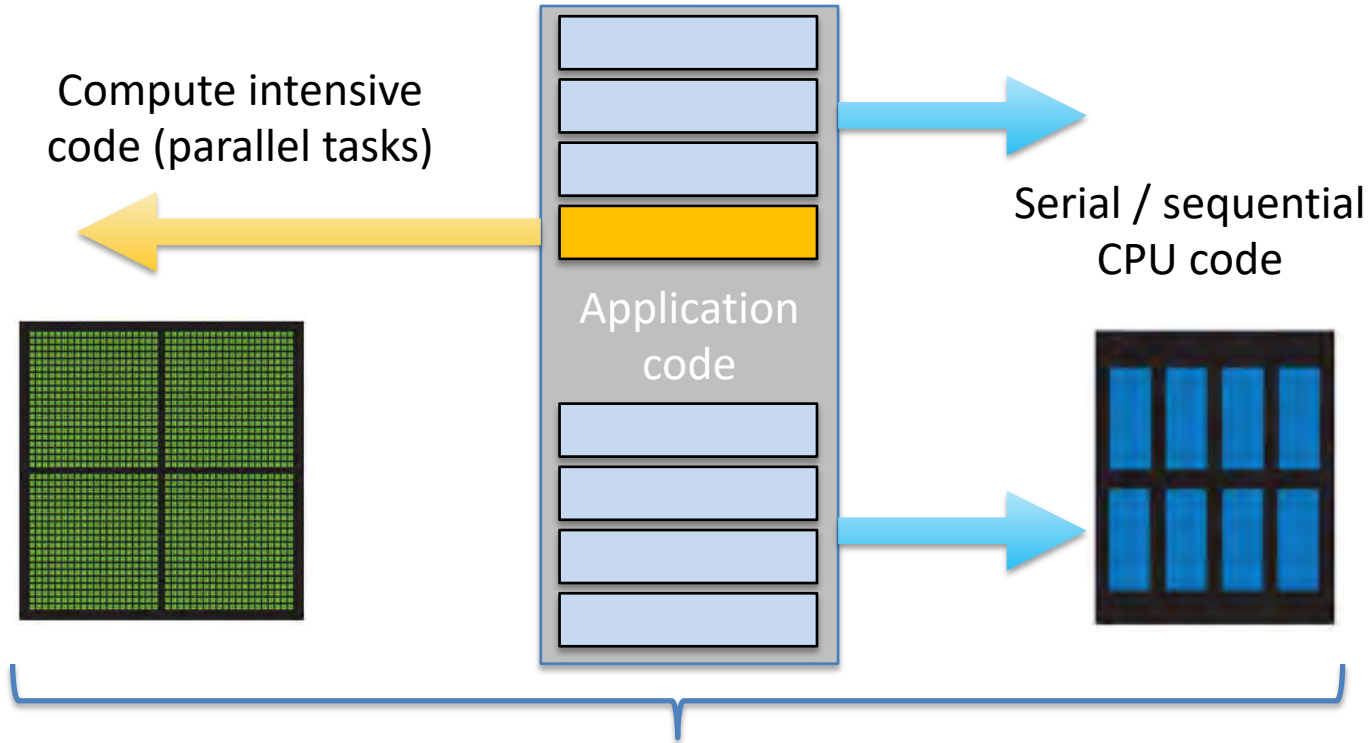 Compute intensive
code (parallel tasks)
Serial / sequential
CPU code
Application
code